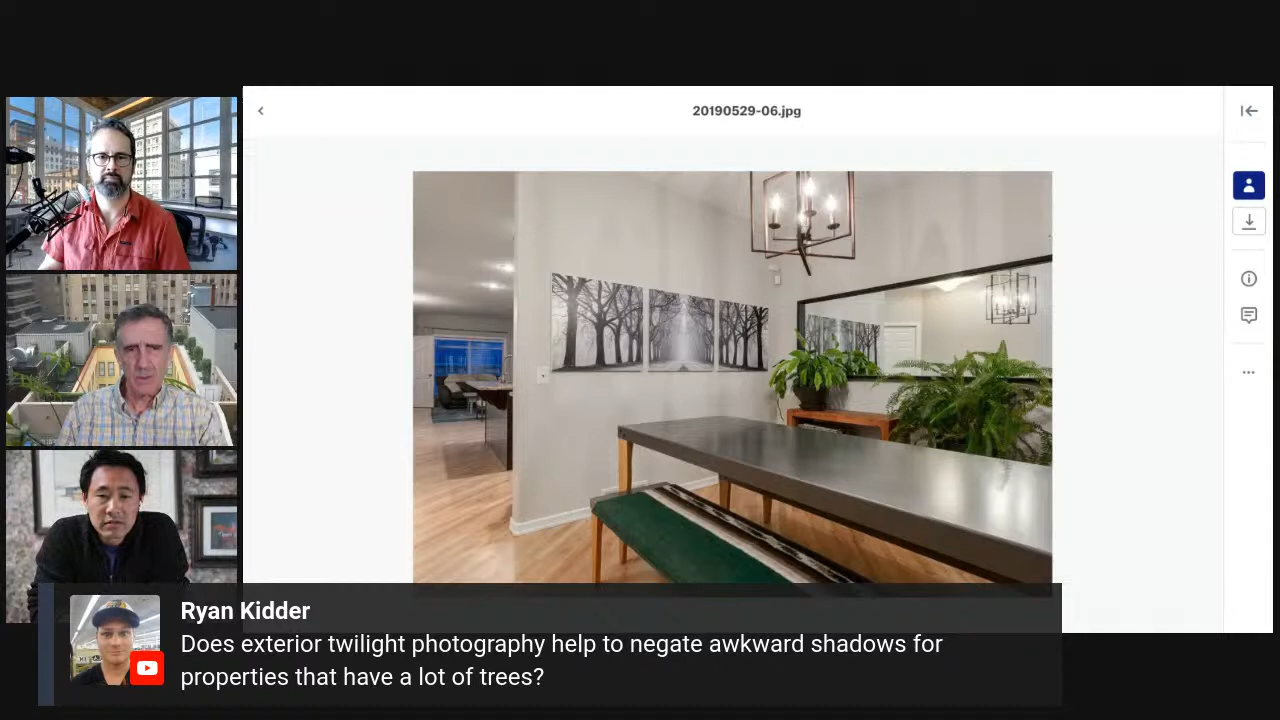 20190529-06.jpg
Ryan Kidder
Does exterior twilight photography help to negate awkward shadows for
properties that have a lot of trees?